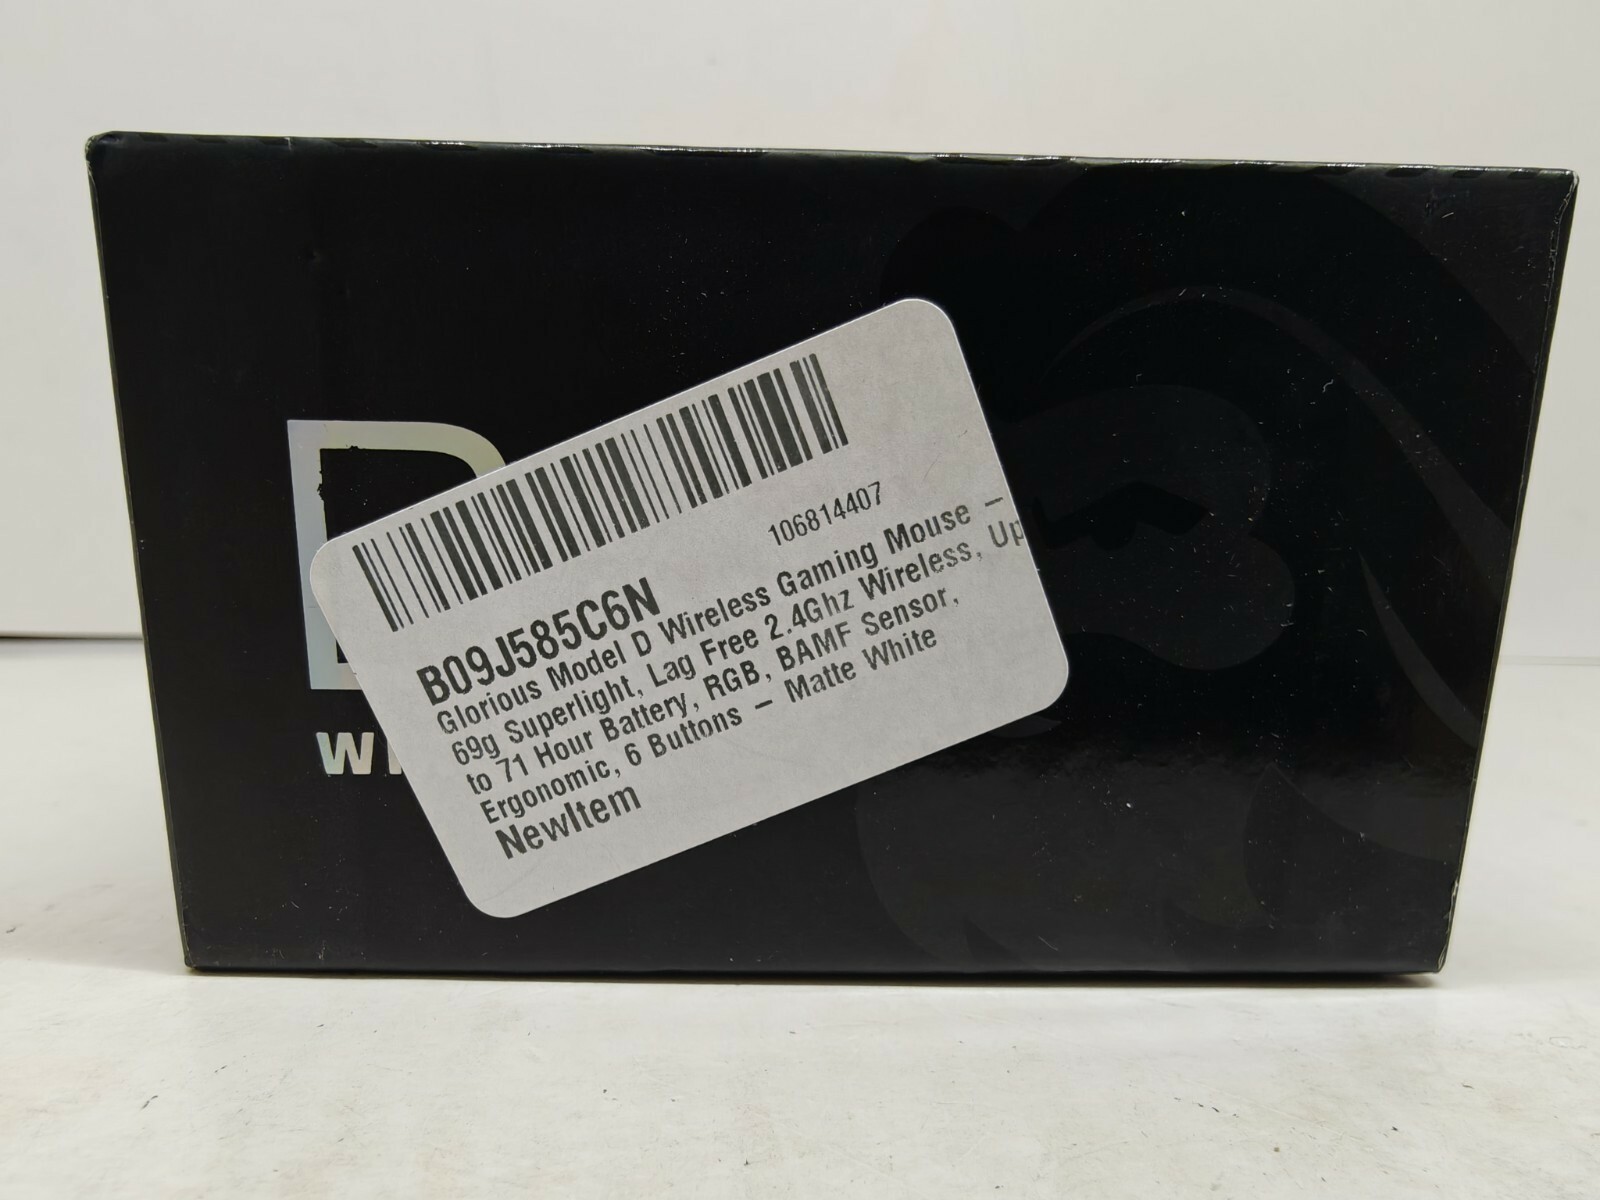 D
WI
106814407
B09J585C6N
Glorious Model D Wireless Gaming Mouse –
69g Superlight, Lag Free 2.4Ghz Wireless, Up
to 71 Hour Battery, RGB, BAMF Sensor,
Ergonomic, 6 Buttons – Matte White
NewItem